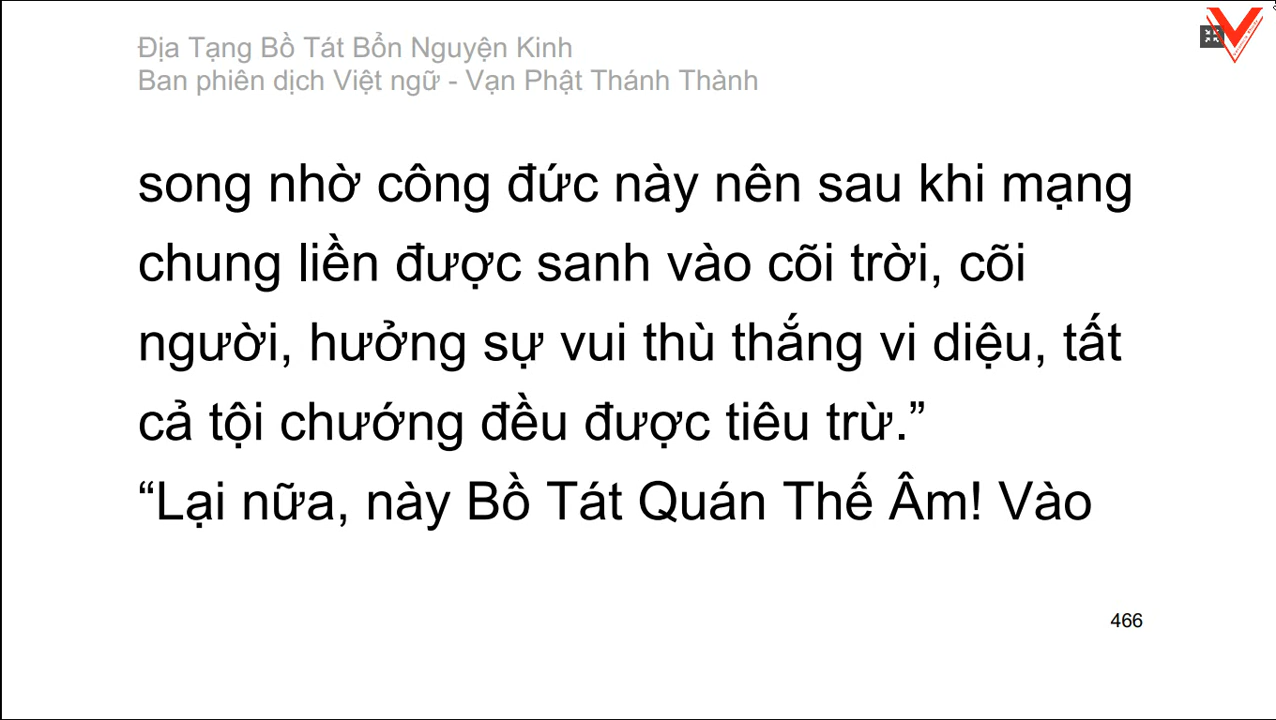 Địa Tạng Bồ Tát Bổn Nguyện Kinh
Ban phiên dịch Việt ngữ - Vạn Phật Thánh Thành
song nhờ công đức này nên sau khi mạng
chung liền được sanh vào cõi trời, cõi
người, hưởng sự vui thù thắng vi diệu, tất
cả tội chướng đều được tiêu trừ.”
“Lại nữa, này Bồ Tát Quán Thế Âm! Vào
466